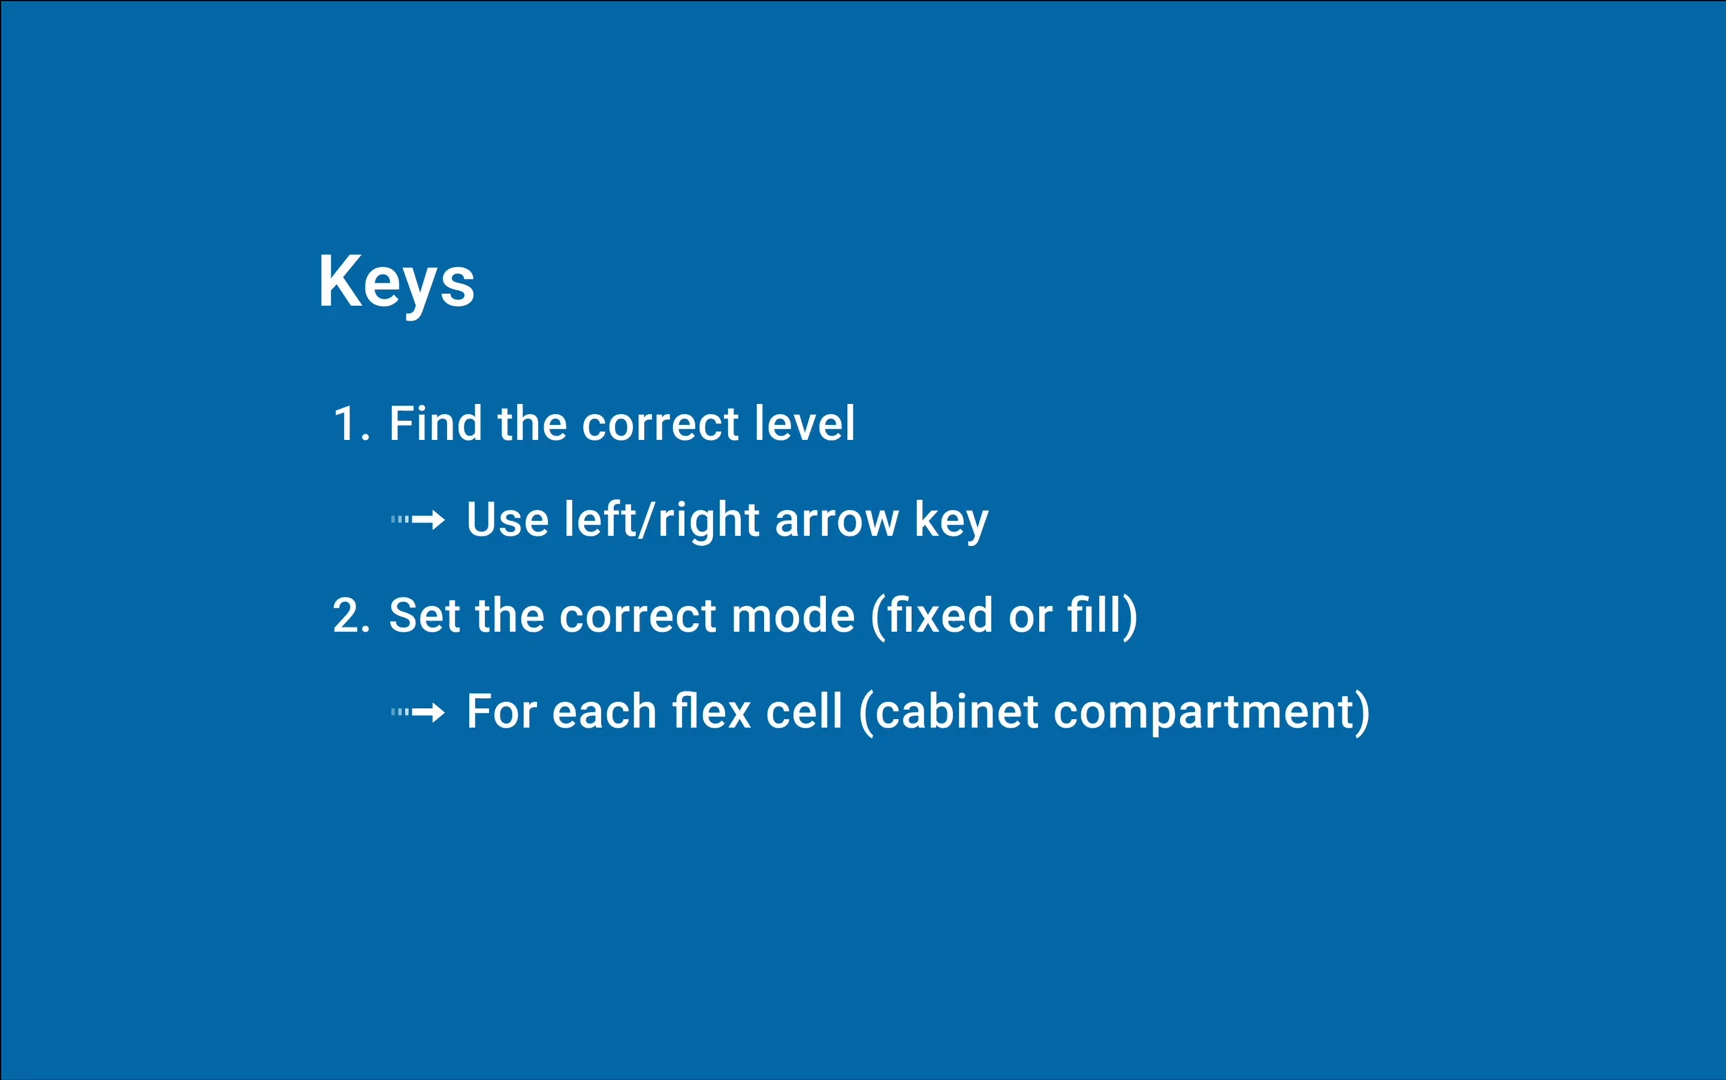 Keys
1. Find the correct level
Use left/right arrow key
2. Set the correct mode (fixed or fill)
For each flex cell (cabinet compartment)